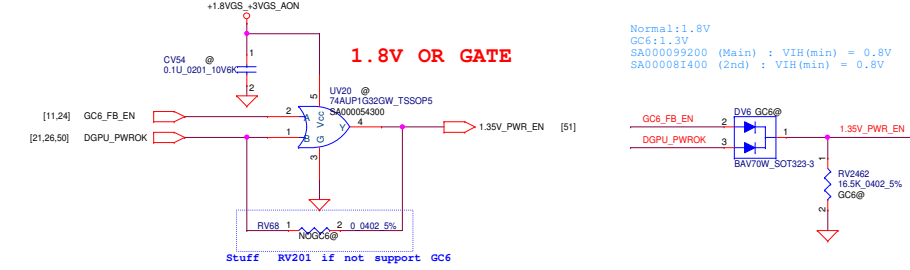 +1.8VGS_+3VGS_AON
1.8V OR GATE
CV54 @
0.1U_0201_10V6K
1
2
UV20 @
74AUP1G32GW_TSSOP5
SA000054300
[11,24] GC6_FB_EN 2 A Vcc 5 Y 4 1.35V_PWR_EN [51]
[21,26,50] DGPU_PWROK 1 B G 3
RV68 1 2 0_0402_5%
NOGC6@
Stuff RV201 if not support GC6
Normal:1.8V
GC6:1.3V
SA000099200 (Main) : VIH(min) = 0.8V
SA00008I400 (2nd) : VIH(min) = 0.8V
DV6 GC6@
GC6_FB_EN 2
1 1.35V_PWR_EN
DGPU_PWROK 3
BAV70W_SOT323-3
1
RV2462
16.5K_0402_5%
GC6@
2